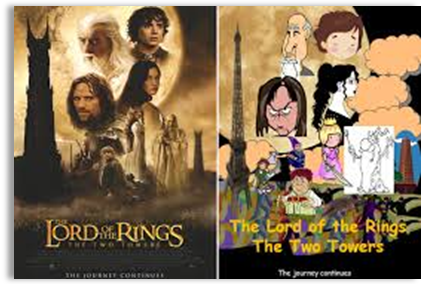 THE
LORD OF THE RINGS
THE TWO TOWERS
THE JOURNEY CONTINUES
The Lord of the Rings
The Two Towers
The journey continues